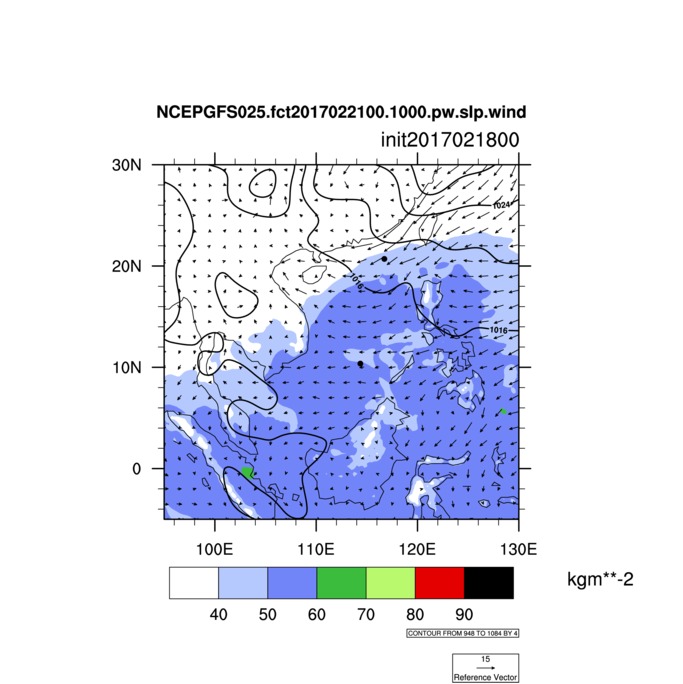 NCEPGFS025.fct2017022100.1000.pw.slp.wind
init2017021800
30N
1024
20N
1016
1016
10N
0
100E 110E 120E 130E
kgm**-2
40 50 60 70 80 90
CONTOUR FROM 948 TO 1084 BY 4
15
Reference Vector